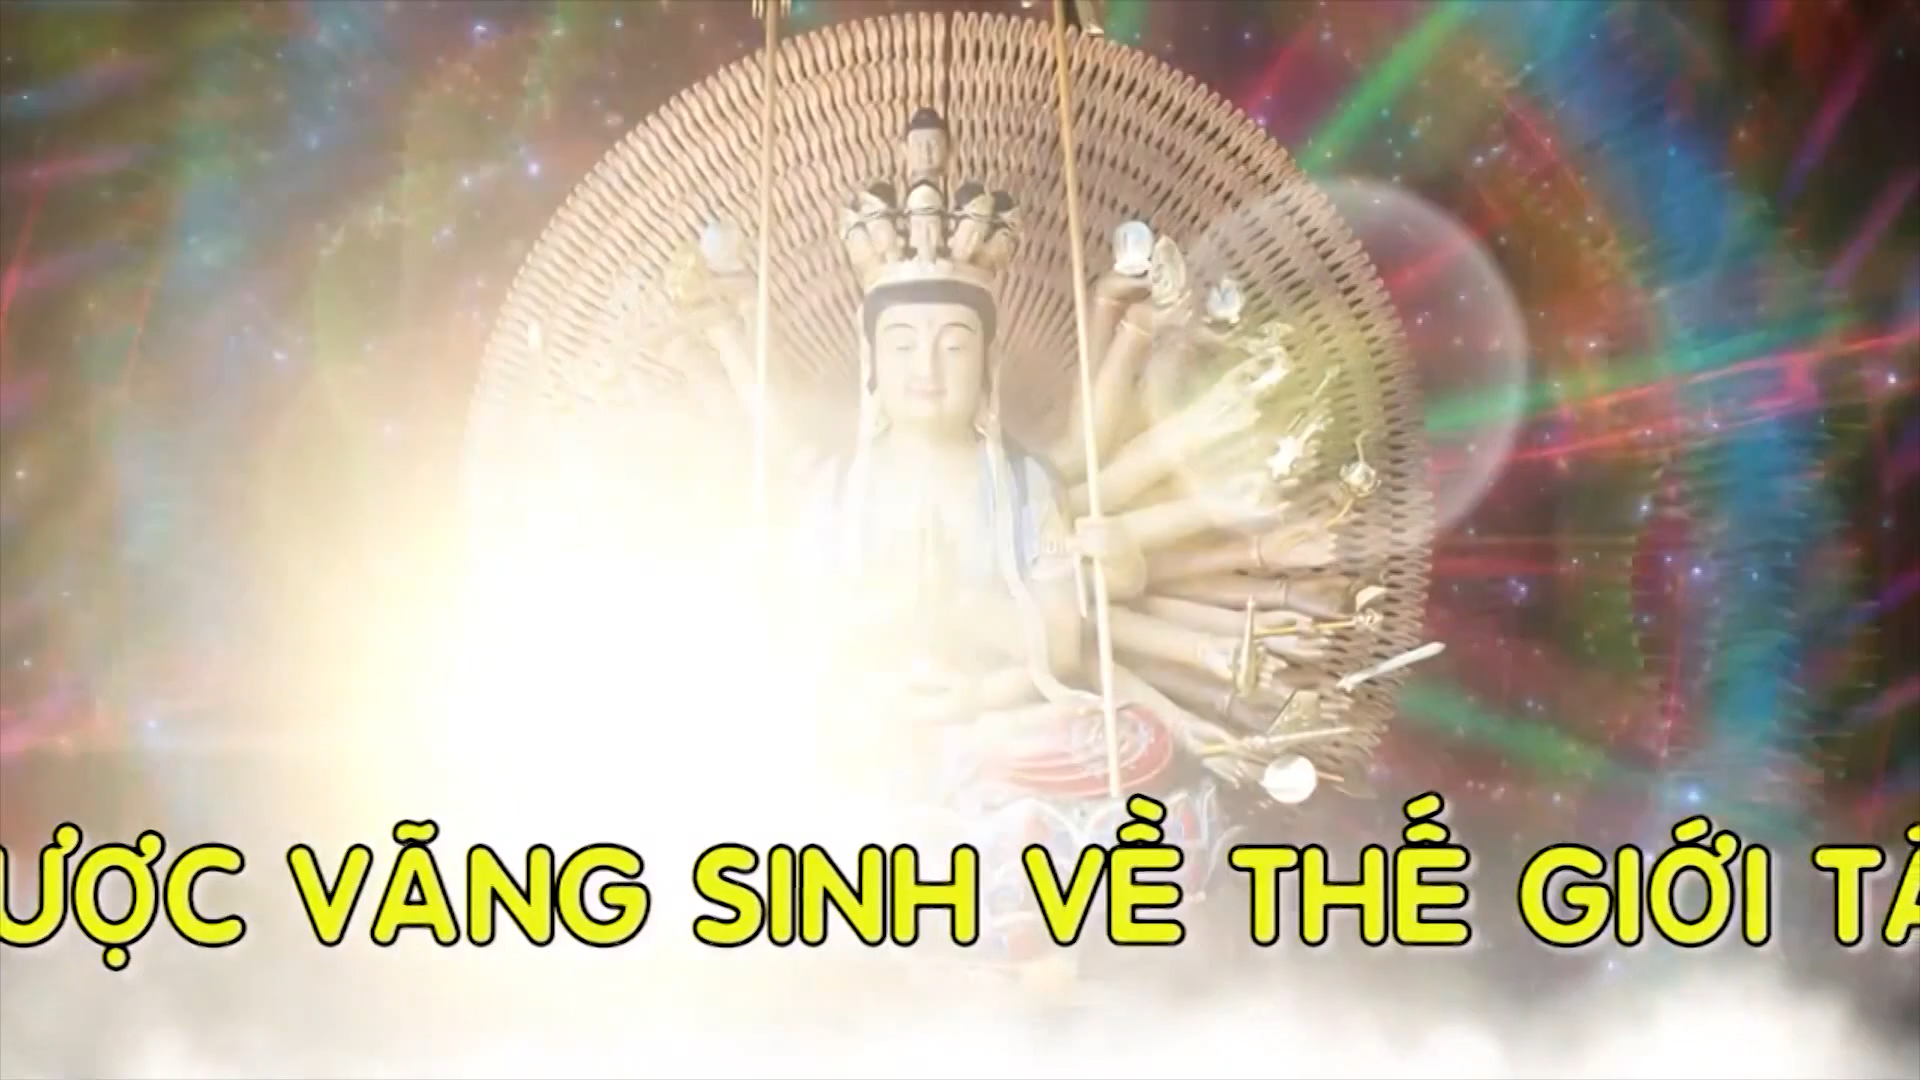 ƯỢC VÃNG SINH VỀ THẾ GIỚI